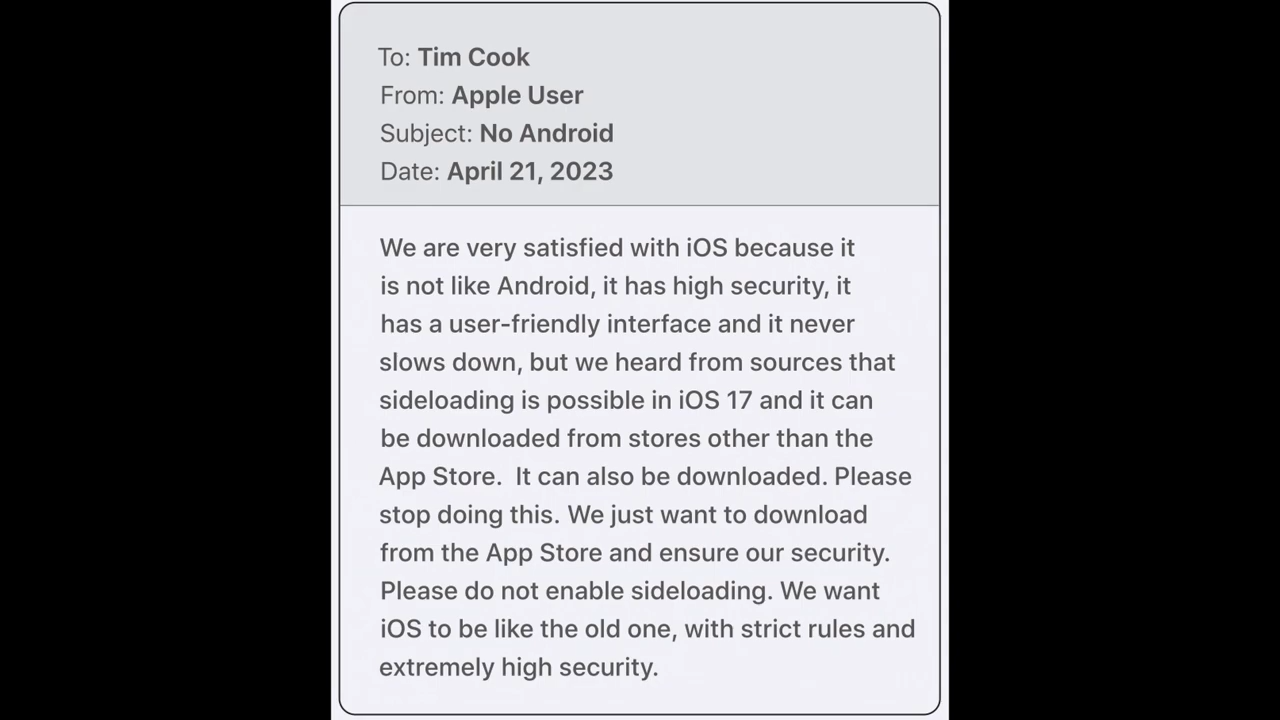 To: Tim Cook
From: Apple User
Subject: No Android
Date: April 21, 2023
We are very satisfied with iOS because it
is not like Android, it has high security, it
has a user-friendly interface and it never
slows down, but we heard from sources that
sideloading is possible in iOS 17 and it can
be downloaded from stores other than the
App Store.  It can also be downloaded. Please
stop doing this. We just want to download
from the App Store and ensure our security.
Please do not enable sideloading. We want
iOS to be like the old one, with strict rules and
extremely high security.